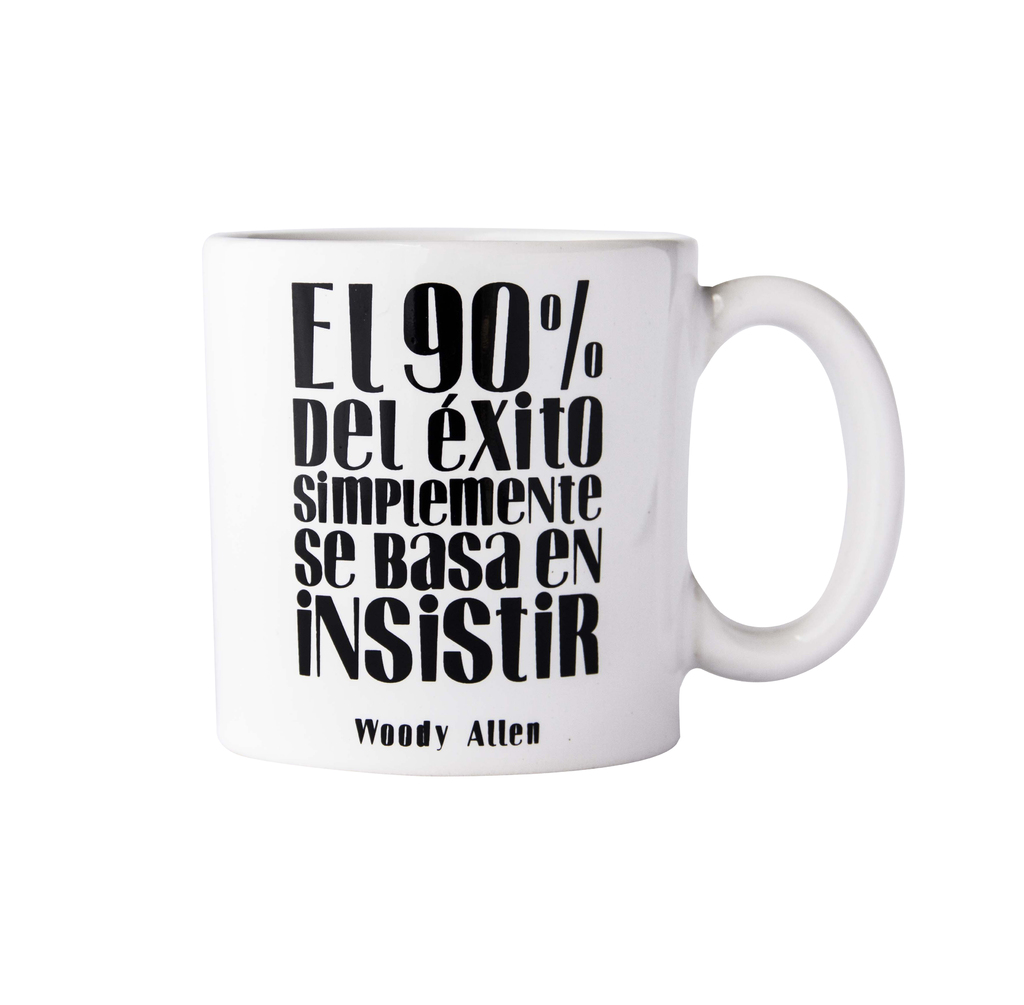 El 90%
Del éxito
simplemente
se basa en
insistir
Woody Allen